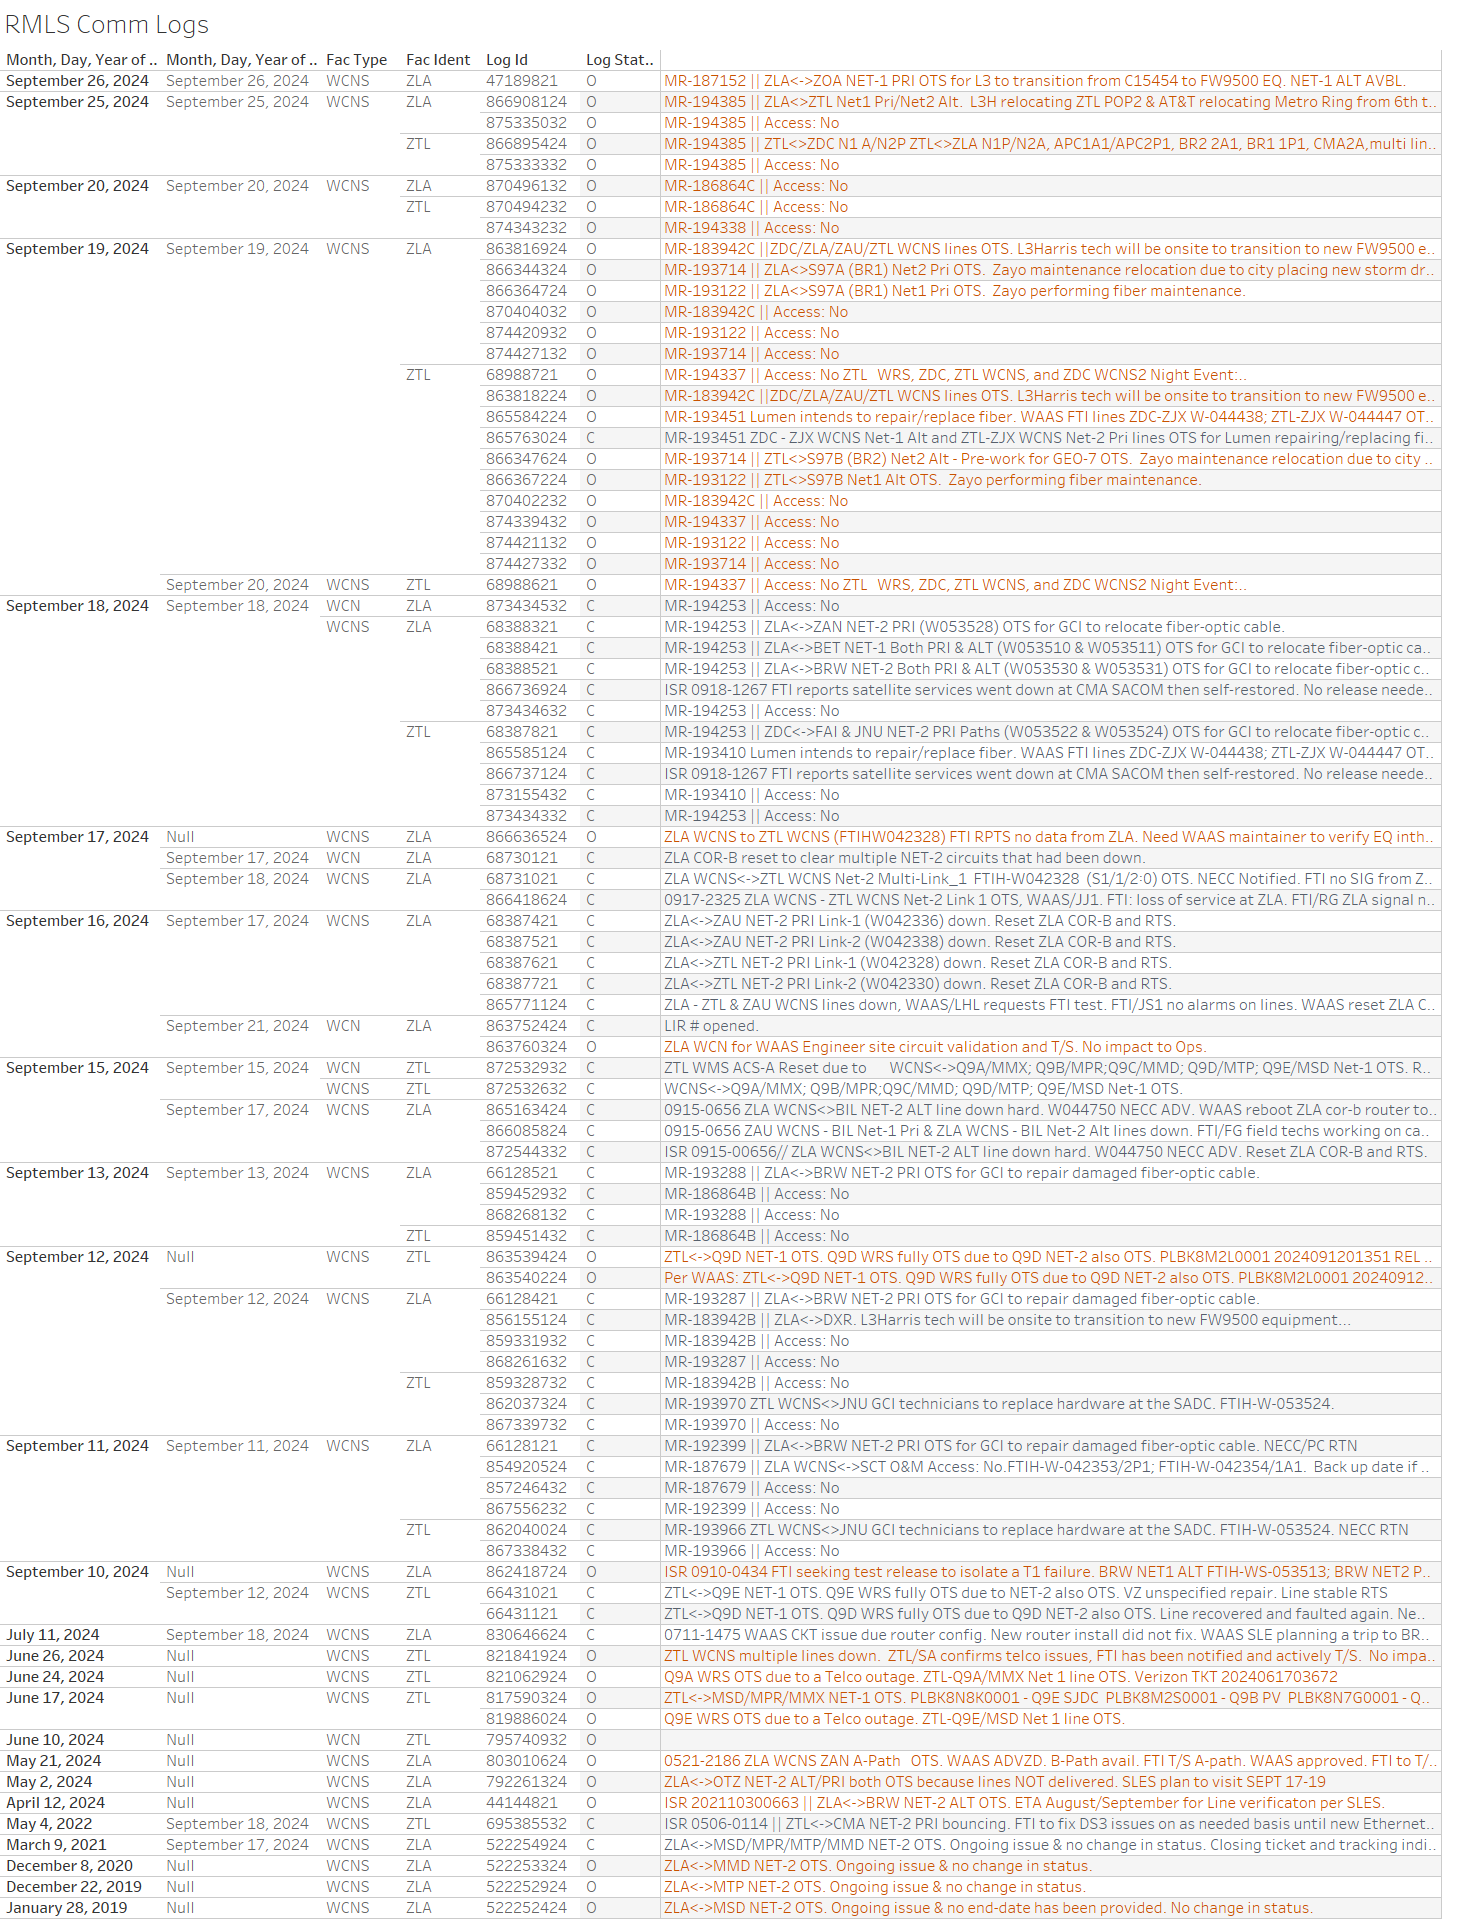 RMLS Comm Logs
Month, Day, Year of .. Month, Day, Year of .. Fac Type Fac Ident Log Id Log Stat..
September 26, 2024 September 26, 2024 WCNS ZLA 47189821 O MR-187152 || ZLA<->ZOA NET-1 PRI OTS for L3 to transition from C15454 to FW9500 EQ. NET-1 ALT AVBL.
September 25, 2024 September 25, 2024 WCNS ZLA 866908124 O MR-194385 || ZLA<>ZTL Net1 Pri/Net2 Alt. L3H relocating ZTL POP2 & AT&T relocating Metro Ring from 6th t..
875335032 O MR-194385 || Access: No
ZTL 866895424 O MR-194385 || ZTL<>ZDC N1 A/N2P ZTL<>ZLA N1P/N2A, APC1A1/APC2P1, BR2 2A1, BR1 1P1, CMA2A,multi lin..
875333332 O MR-194385 || Access: No
September 20, 2024 September 20, 2024 WCNS ZLA 870496132 O MR-186864C || Access: No
ZTL 870494232 O MR-186864C || Access: No
874343232 O MR-194338 || Access: No
September 19, 2024 September 19, 2024 WCNS ZLA 863816924 O MR-183942C ||ZDC/ZLA/ZAU/ZTL WCNS lines OTS. L3Harris tech will be onsite to transition to new FW9500 e..
866344324 O MR-193714 || ZLA<>S97A (BR1) Net2 Pri OTS. Zayo maintenance relocation due to city placing new storm dr..
866364724 O MR-193122 || ZLA<>S97A (BR1) Net1 Pri OTS. Zayo performing fiber maintenance.
870404032 O MR-183942C || Access: No
874420932 O MR-193122 || Access: No
874427132 O MR-193714 || Access: No
ZTL 68988721 O MR-194337 || Access: No ZTL WRS, ZDC, ZTL WCNS, and ZDC WCNS2 Night Event:..
863818224 O MR-183942C ||ZDC/ZLA/ZAU/ZTL WCNS lines OTS. L3Harris tech will be onsite to transition to new FW9500 e..
865584224 O MR-193451 Lumen intends to repair/replace fiber. WAAS FTI lines ZDC-ZJX W-044438; ZTL-ZJX W-044447 OT..
865763024 C MR-193451 ZDC - ZJX WCNS Net-1 Alt and ZTL-ZJX WCNS Net-2 Pri lines OTS for Lumen repairing/replacing fi..
866347624 O MR-193714 || ZTL<>S97B (BR2) Net2 Alt - Pre-work for GEO-7 OTS. Zayo maintenance relocation due to city ..
866367224 O MR-193122 || ZTL<>S97B Net1 Alt OTS. Zayo performing fiber maintenance.
870402232 O MR-183942C || Access: No
874339432 O MR-194337 || Access: No
874421132 O MR-193122 || Access: No
874427332 O MR-193714 || Access: No
September 20, 2024 WCNS ZTL 68988621 O MR-194337 || Access: No ZTL WRS, ZDC, ZTL WCNS, and ZDC WCNS2 Night Event:..
September 18, 2024 September 18, 2024 WCN ZLA 873434532 C MR-194253 || Access: No
WCNS ZLA 68388321 C MR-194253 || ZLA<->ZAN NET-2 PRI (W053528) OTS for GCI to relocate fiber-optic cable.
68388421 C MR-194253 || ZLA<->BET NET-1 Both PRI & ALT (W053510 & W053511) OTS for GCI to relocate fiber-optic ca..
68388521 C MR-194253 || ZLA<->BRW NET-2 Both PRI & ALT (W053530 & W053531) OTS for GCI to relocate fiber-optic c..
866736924 C ISR 0918-1267 FTI reports satellite services went down at CMA SACOM then self-restored. No release neede..
873434632 C MR-194253 || Access: No
ZTL 68387821 C MR-194253 || ZDC<->FAI & JNU NET-2 PRI Paths (W053522 & W053524) OTS for GCI to relocate fiber-optic c..
865585124 C MR-193410 Lumen intends to repair/replace fiber. WAAS FTI lines ZDC-ZJX W-044438; ZTL-ZJX W-044447 OT..
866737124 C ISR 0918-1267 FTI reports satellite services went down at CMA SACOM then self-restored. No release neede..
873155432 C MR-193410 || Access: No
873434332 C MR-194253 || Access: No
September 17, 2024 Null WCNS ZLA 866636524 O ZLA WCNS to ZTL WCNS (FTIHW042328) FTI RPTS no data from ZLA. Need WAAS maintainer to verify EQ inth..
September 17, 2024 WCN ZLA 68730121 C ZLA COR-B reset to clear multiple NET-2 circuits that had been down.
September 18, 2024 WCNS ZLA 68731021 C ZLA WCNS<->ZTL WCNS Net-2 Multi-Link_1 FTIH-W042328 (S1/1/2:0) OTS. NECC Notified. FTI no SIG from Z..
866418624 C 0917-2325 ZLA WCNS - ZTL WCNS Net-2 Link 1 OTS, WAAS/JJ1. FTI: loss of service at ZLA. FTI/RG ZLA signal n..
September 16, 2024 September 17, 2024 WCNS ZLA 68387421 C ZLA<->ZAU NET-2 PRI Link-1 (W042336) down. Reset ZLA COR-B and RTS.
68387521 C ZLA<->ZAU NET-2 PRI Link-2 (W042338) down. Reset ZLA COR-B and RTS.
68387621 C ZLA<->ZTL NET-2 PRI Link-1 (W042328) down. Reset ZLA COR-B and RTS.
68387721 C ZLA<->ZTL NET-2 PRI Link-2 (W042330) down. Reset ZLA COR-B and RTS.
865771124 C ZLA - ZTL & ZAU WCNS lines down, WAAS/LHL requests FTI test. FTI/JS1 no alarms on lines. WAAS reset ZLA C..
September 21, 2024 WCN ZLA 863752424 C LIR # opened.
863760324 O ZLA WCN for WAAS Engineer site circuit validation and T/S. No impact to Ops.
September 15, 2024 September 15, 2024 WCN ZTL 872532932 C ZTL WMS ACS-A Reset due to WCNS<->Q9A/MMX; Q9B/MPR;Q9C/MMD; Q9D/MTP; Q9E/MSD Net-1 OTS. R..
WCNS ZTL 872532632 C WCNS<->Q9A/MMX; Q9B/MPR;Q9C/MMD; Q9D/MTP; Q9E/MSD Net-1 OTS.
September 17, 2024 WCNS ZLA 865163424 C 0915-0656 ZLA WCNS<>BIL NET-2 ALT line down hard. W044750 NECC ADV. WAAS reboot ZLA cor-b router to..
866085824 C 0915-0656 ZAU WCNS - BIL Net-1 Pri & ZLA WCNS - BIL Net-2 Alt lines down. FTI/FG field techs working on ca..
872544332 C ISR 0915-00656// ZLA WCNS<>BIL NET-2 ALT line down hard. W044750 NECC ADV. Reset ZLA COR-B and RTS.
September 13, 2024 September 13, 2024 WCNS ZLA 66128521 C MR-193288 || ZLA<->BRW NET-2 PRI OTS for GCI to repair damaged fiber-optic cable.
859452932 C MR-186864B || Access: No
868268132 C MR-193288 || Access: No
ZTL 859451432 C MR-186864B || Access: No
September 12, 2024 Null WCNS ZTL 863539424 O ZTL<->Q9D NET-1 OTS. Q9D WRS fully OTS due to Q9D NET-2 also OTS. PLBK8M2L0001 20240912​01351 REL ..
863540224 O Per WAAS: ZTL<->Q9D NET-1 OTS. Q9D WRS fully OTS due to Q9D NET-2 also OTS. PLBK8M2L0001 20240912..
September 12, 2024 WCNS ZLA 66128421 C MR-193287 || ZLA<->BRW NET-2 PRI OTS for GCI to repair damaged fiber-optic cable.
856155124 C MR-183942B || ZLA<->DXR. L3Harris tech will be onsite to transition to new FW9500 equipment...
859331932 C MR-183942B || Access: No
868261632 C MR-193287 || Access: No
ZTL 859328732 C MR-183942B || Access: No
862037324 C MR-193970 ZTL WCNS<>JNU GCI technicians to replace hardware at the SADC. FTIH-W-053524.
867339732 C MR-193970 || Access: No
September 11, 2024 September 11, 2024 WCNS ZLA 66128121 C MR-192399 || ZLA<->BRW NET-2 PRI OTS for GCI to repair damaged fiber-optic cable. NECC/PC RTN
854920524 C MR-187679 || ZLA WCNS<->SCT O&M Access: No.FTIH-W-042353/2P1; FTIH-W-042354/1A1. Back up date if ..
857246432 C MR-187679 || Access: No
867556232 C MR-192399 || Access: No
ZTL 862040024 C MR-193966 ZTL WCNS<>JNU GCI technicians to replace hardware at the SADC. FTIH-W-053524. NECC RTN
867338432 C MR-193966 || Access: No
September 10, 2024 Null WCNS ZLA 862418724 O ISR 0910-0434 FTI seeking test release to isolate a T1 failure. BRW NET1 ALT FTIH-WS-053513; BRW NET2 P..
September 12, 2024 WCNS ZTL 66431021 C ZTL<->Q9E NET-1 OTS. Q9E WRS fully OTS due to NET-2 also OTS. VZ unspecified repair. Line stable RTS
66431121 C ZTL<->Q9D NET-1 OTS. Q9D WRS fully OTS due to Q9D NET-2 also OTS. Line recovered and faulted again. Ne..
July 11, 2024 September 18, 2024 WCNS ZLA 830646624 C 0711-1475 WAAS CKT issue due router config. New router install did not fix. WAAS SLE planning a trip to BR..
June 26, 2024 Null WCNS ZTL 821841924 O ZTL WCNS multiple lines down. ZTL/SA confirms telco issues, FTI has been notified and actively T/S. No impa..
June 24, 2024 Null WCNS ZTL 821062924 O Q9A WRS OTS due to a Telco outage. ZTL-Q9A/MMX Net 1 line OTS. Verizon TKT 2024061703672
June 17, 2024 Null WCNS ZTL 817590324 O ZTL<->MSD/MPR/MMX NET-1 OTS. PLBK8N8K0001 - Q9E SJDC PLBK8M2S0001 - Q9B PV PLBK8N7G0001 - Q..
819886024 O Q9E WRS OTS due to a Telco outage. ZTL-Q9E/MSD Net 1 line OTS.
June 10, 2024 Null WCN ZTL 795740932 O
May 21, 2024 Null WCNS ZLA 803010624 O 0521-2186 ZLA WCNS ZAN A-Path OTS. WAAS ADVZD. B-Path avail. FTI T/S A-path. WAAS approved. FTI to T/..
May 2, 2024 Null WCNS ZLA 792261324 O ZLA<->OTZ NET-2 ALT/PRI both OTS because lines NOT delivered. SLES plan to visit SEPT 17-19
April 12, 2024 Null WCNS ZLA 44144821 O ISR 202110300663 || ZLA<->BRW NET-2 ALT OTS. ETA August/September for Line verificaton per SLES.
May 4, 2022 September 18, 2024 WCNS ZTL 695385532 C ISR 0506-0114 || ZTL<->CMA NET-2 PRI bouncing. FTI to fix DS3 issues on as needed basis until new Ethernet..
March 9, 2021 September 17, 2024 WCNS ZLA 522254924 C ZLA<->MSD/MPR/MTP/MMD NET-2 OTS. Ongoing issue & no change in status. Closing ticket and tracking indi..
December 8, 2020 Null WCNS ZLA 522253324 O ZLA<->MMD NET-2 OTS. Ongoing issue & no change in status.
December 22, 2019 Null WCNS ZLA 522252924 O ZLA<->MTP NET-2 OTS. Ongoing issue & no change in status.
January 28, 2019 Null WCNS ZLA 522252424 O ZLA<->MSD NET-2 OTS. Ongoing issue & no end-date has been provided. No change in status.